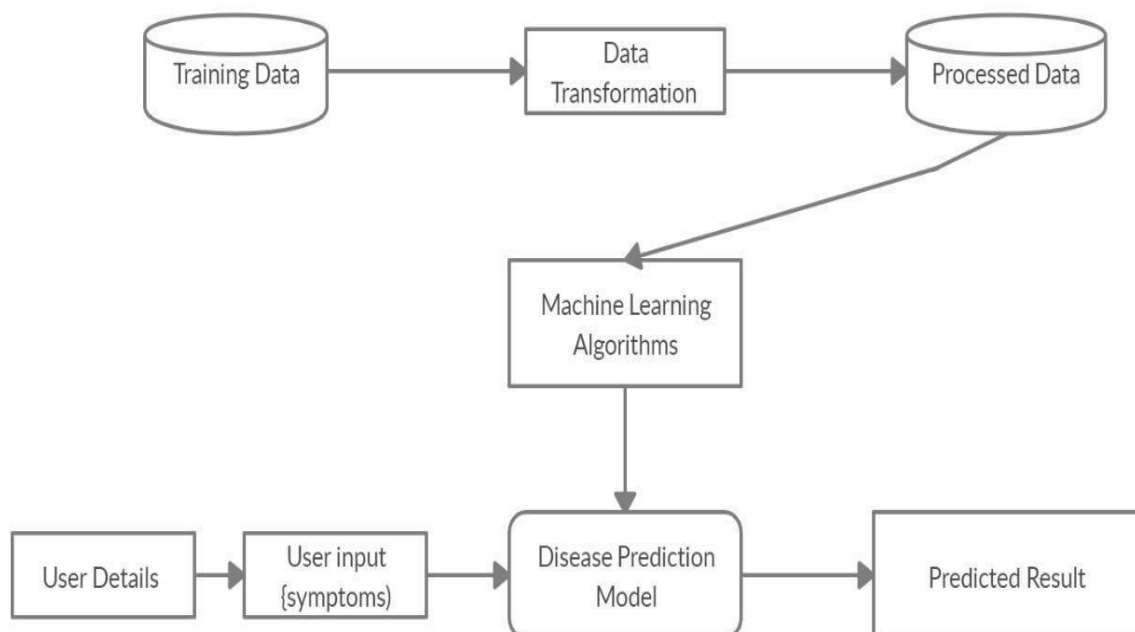 Training Data
Data
Transformation
Processed Data
Machine Learning
Algorithms
User Details
User input
{symptoms)
Disease Prediction
Model
Predicted Result